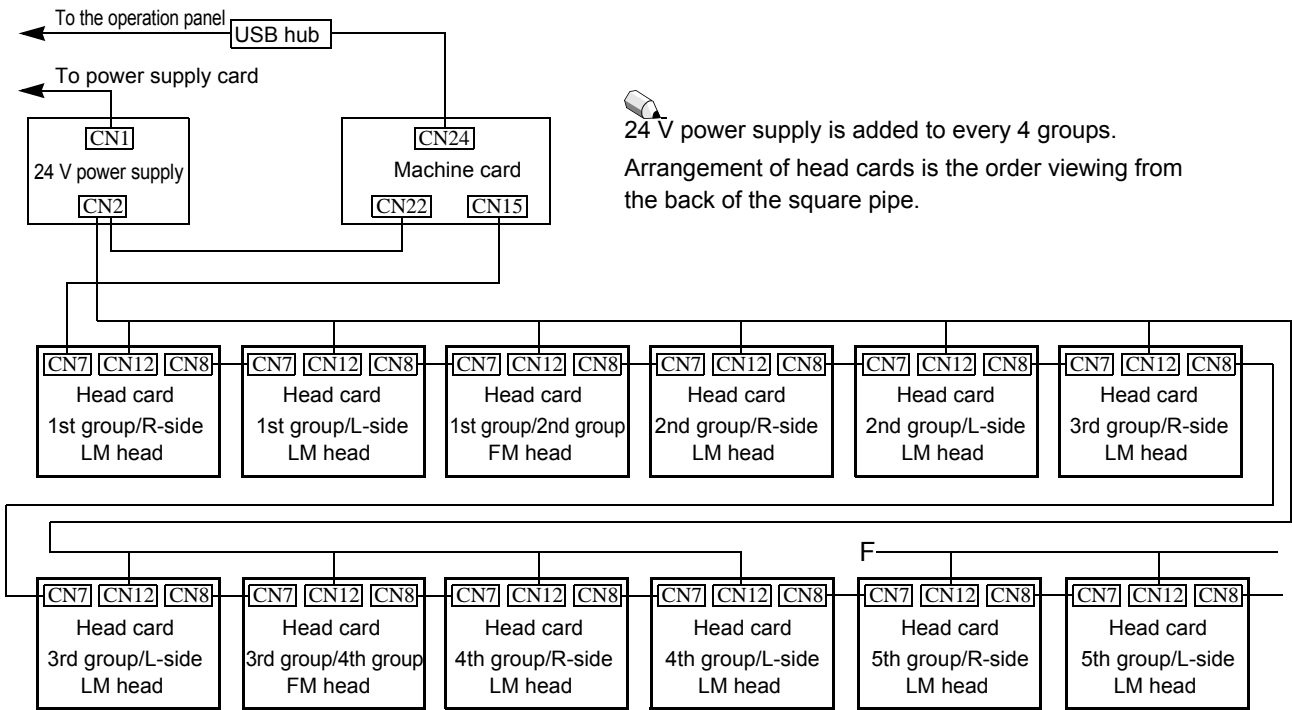 To the operation panel
USB hub
To power supply card
CN1
24 V power supply
CN2
CN24
Machine card
CN22 CN15
24 V power supply is added to every 4 groups.
Arrangement of head cards is the order viewing from
the back of the square pipe.
CN7 CN12 CN8
Head card
1st group/R-side
LM head
CN7 CN12 CN8
Head card
1st group/L-side
LM head
CN7 CN12 CN8
Head card
1st group/2nd group
FM head
CN7 CN12 CN8
Head card
2nd group/R-side
LM head
CN7 CN12 CN8
Head card
2nd group/L-side
LM head
CN7 CN12 CN8
Head card
3rd group/R-side
LM head
F
CN7 CN12 CN8
Head card
3rd group/L-side
LM head
CN7 CN12 CN8
Head card
3rd group/4th group
FM head
CN7 CN12 CN8
Head card
4th group/R-side
LM head
CN7 CN12 CN8
Head card
4th group/L-side
LM head
CN7 CN12 CN8
Head card
5th group/R-side
LM head
CN7 CN12 CN8
Head card
5th group/L-side
LM head